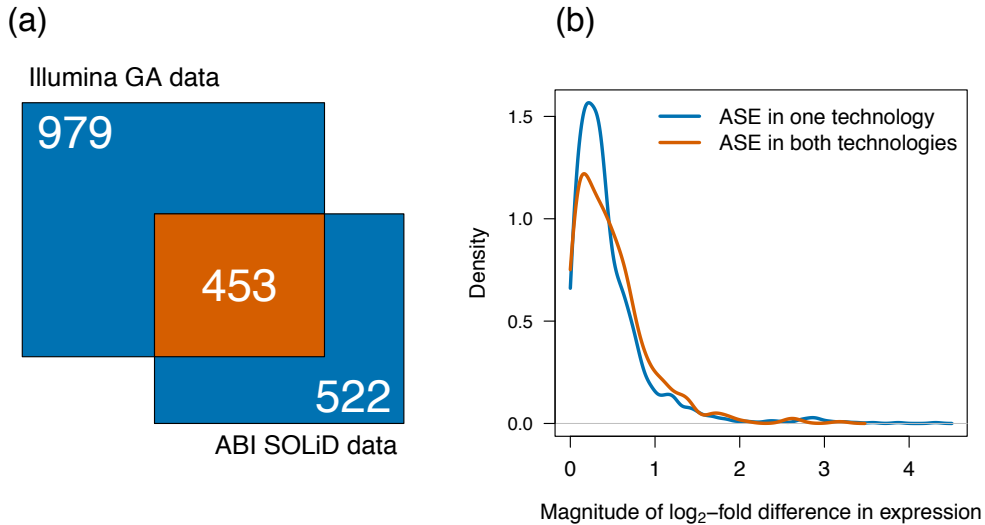 (a)
Illumina GA data
979
453
522
ABI SOLiD data
(b)
ASE in one technology
ASE in both technologies
Density
1.5
1.0
0.5
0.0
0 1 2 3 4
Magnitude of log₂−fold difference in expression